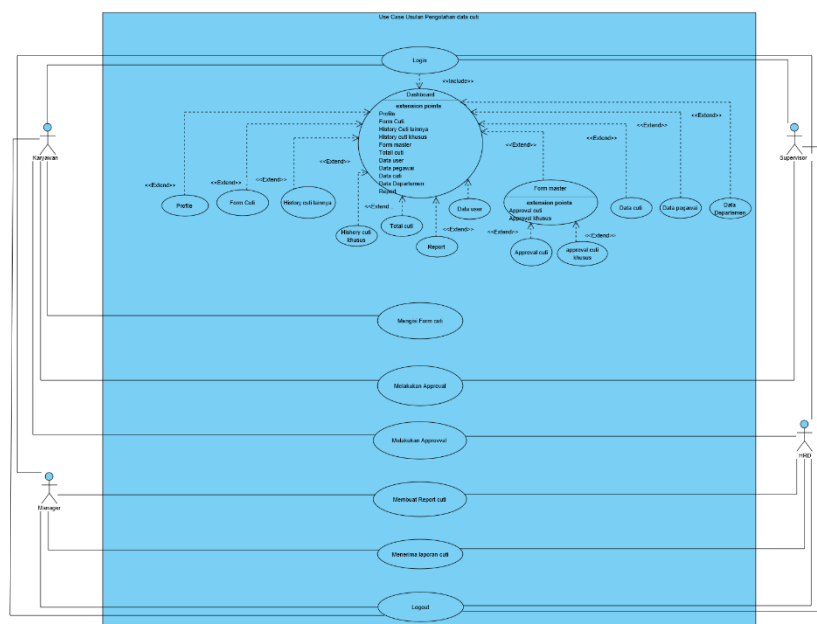 Use Case Usulan Pengolahan data cuti
Login
<<Include>>
Dashboard
extension points
Profile
Form Cuti
History Cuti lainnya
History cuti khusus
Form master
Total cuti
Data user
Data pegawai
Data cuti
Data Departemen
Report
<<Extend>>
<<Extend>>
<<Extend>>
<<Extend>>
<<Extend>>
<<Extend>>
<<Extend>>
<<Extend>>
<<Extend>>
<<Extend>>
<<Extend>>
Karyawan
Supervisor
Profile
Form Cuti
History cuti lainnya
History cuti
khusus
Total cuti
Report
Data user
Form master
extension points
Approval cuti
Approval khusus
<<Extend>>
<<Extend>>
Approval cuti
approval cuti
khusus
Data cuti
Data pegawai
Data
Departemen
Mengisi Form cuti
Melakukan Approval
Melakukan Approval
HRD
Manager
Membuat Report cuti
Menerima laporan cuti
Logout